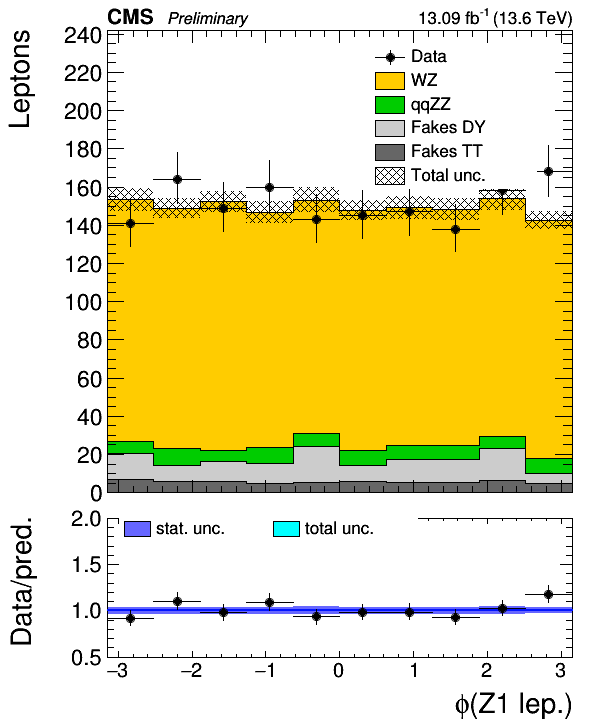 CMS Preliminary 13.09 fb⁻¹ (13.6 TeV)
Leptons
240
220
200
180
160
140
120
100
80
60
40
20
0
Data
WZ
qqZZ
Fakes DY
Fakes TT
Total unc.
Data/pred.
2.0
1.5
1.0
0.5
stat. unc.
total unc.
−3 −2 −1 0 1 2 3
ϕ(Z1 lep.)